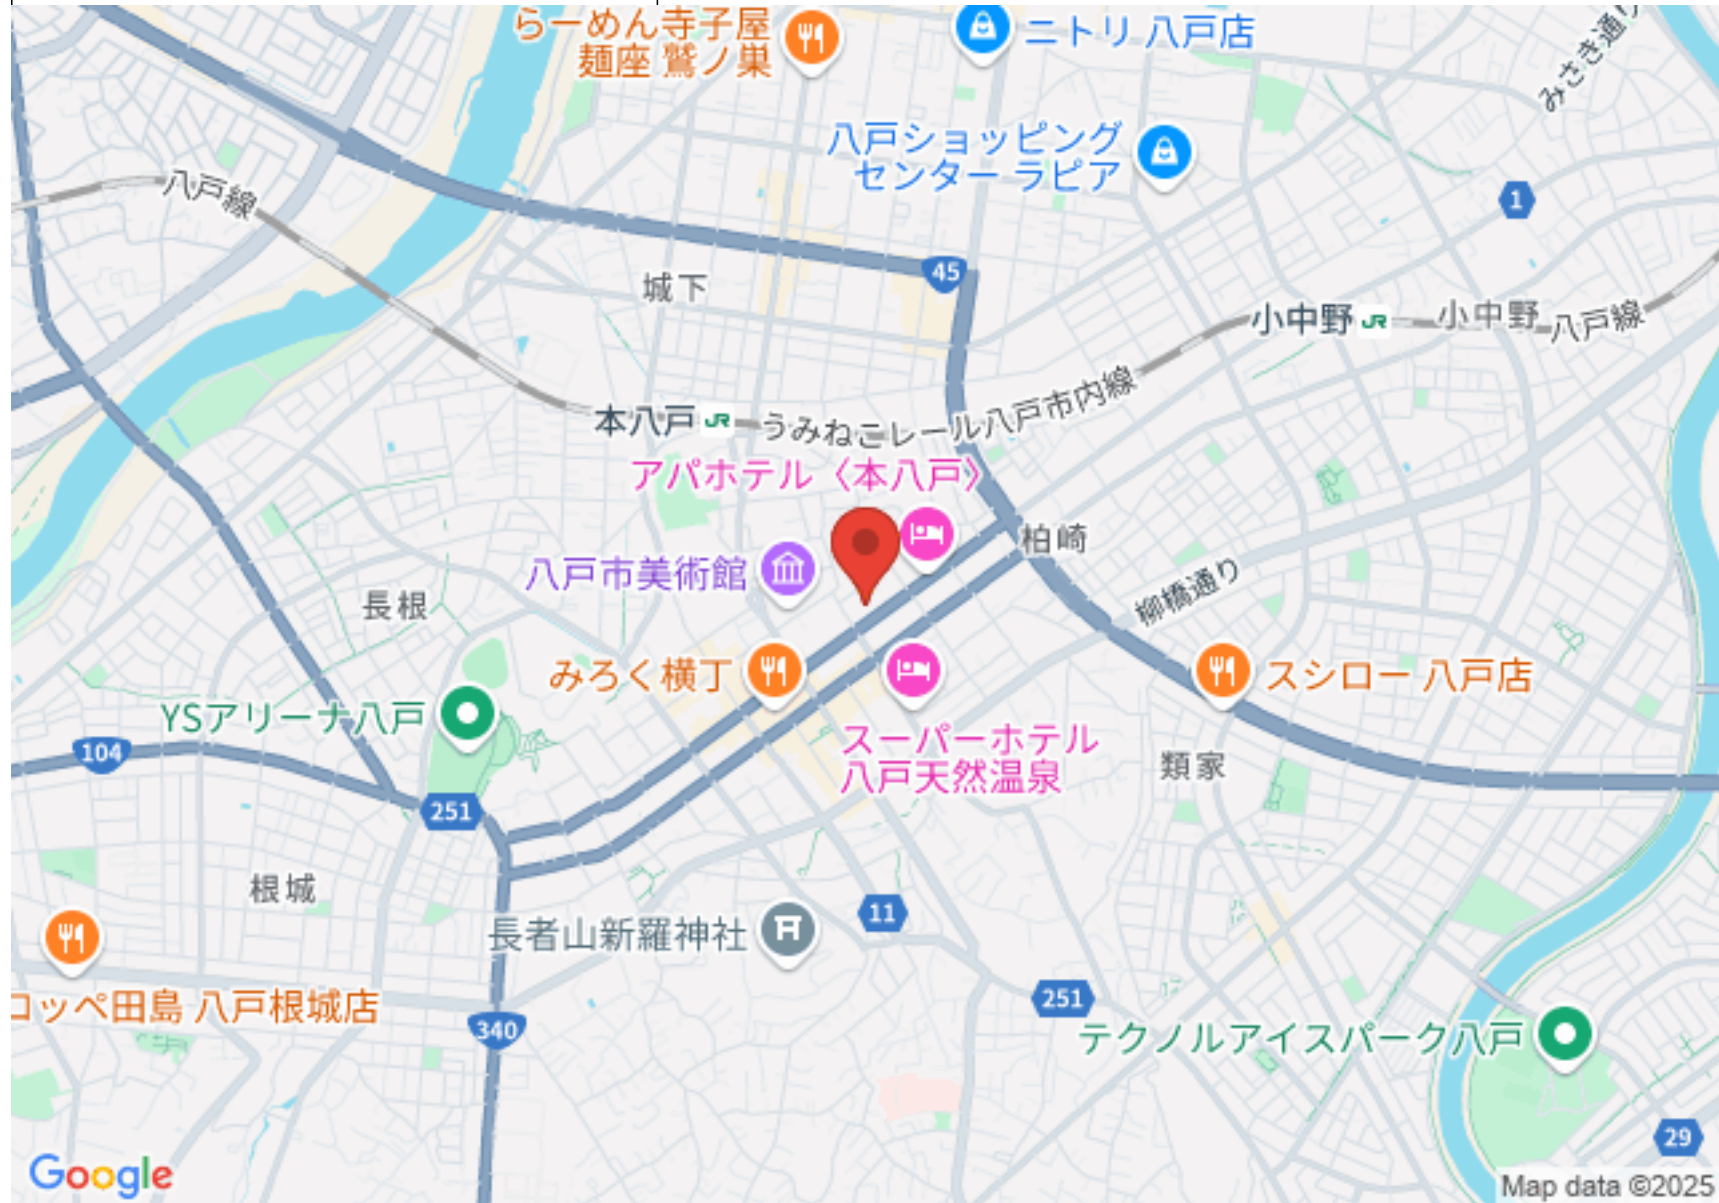 らーめん寺子屋
麺座 鷲ノ巣
ニトリ 八戸店
みさき通り
八戸ショッピング
センター ラピア
八戸線
1
45
城下
小中野
JR
小中野
八戸線
本八戸
JR
うみねこレール八戸市内線
アパホテル〈本八戸〉
柏崎
八戸市美術館
柳橋通り
長根
みろく横丁
スシロー 八戸店
YSアリーナ八戸
スーパーホテル
八戸天然温泉
類家
104
251
根城
長者山新羅神社
11
コッペ田島 八戸根城店
251
340
テクノルアイスパーク八戸
29
Google
Map data ©2025